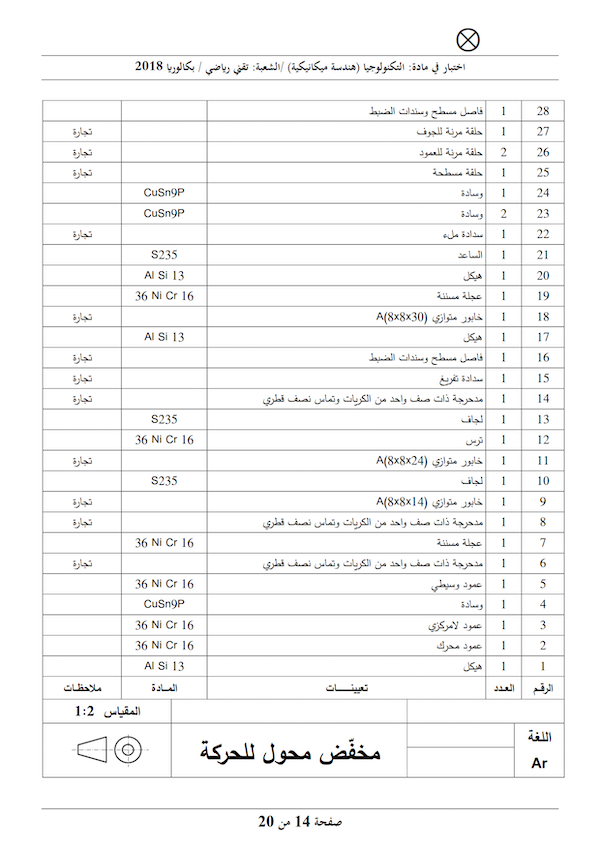 اختبار في مادة: التكنولوجيا (هندسة ميكانيكية) /الشعبة: تقني رياضي / بكالوريا 2018
28 1 فاصل مسطح وسندات الضبط
27 1 حلقة مرنة للجوف تجارة
26 2 حلقة مرنة للعمود تجارة
25 1 حلقة مسطحة تجارة
24 1 وسادة CuSn9P
23 2 وسادة CuSn9P
22 1 سدادة ملء تجارة
21 1 الساعد S235
20 1 هيكل Al Si 13
19 1 عجلة مسننة 36 Ni Cr 16
18 1 خابور متوازي A(8x8x30) تجارة
17 1 هيكل Al Si 13
16 1 فاصل مسطح وسندات الضبط تجارة
15 1 سدادة تفريغ تجارة
14 1 مدحرجة ذات صف واحد من الكريات وتماس نصف قطري تجارة
13 1 لجاف S235
12 1 ترس 36 Ni Cr 16
11 1 خابور متوازي A(8x8x24) تجارة
10 1 لجاف S235
9 1 خابور متوازي A(8x8x14) تجارة
8 1 مدحرجة ذات صف واحد من الكريات وتماس نصف قطري تجارة
7 1 عجلة مسننة 36 Ni Cr 16
6 1 مدحرجة ذات صف واحد من الكريات وتماس نصف قطري تجارة
5 1 عمود وسيطي 36 Ni Cr 16
4 1 وسادة CuSn9P
3 1 عمود لامركزي 36 Ni Cr 16
2 1 عمود محرك 36 Ni Cr 16
1 1 هيكل Al Si 13
الرقم العدد تعيينـــــات المـادة ملاحظات
المقياس 1:2
اللغة
مخفّض محول للحركة
Ar
صفحة 14 من 20